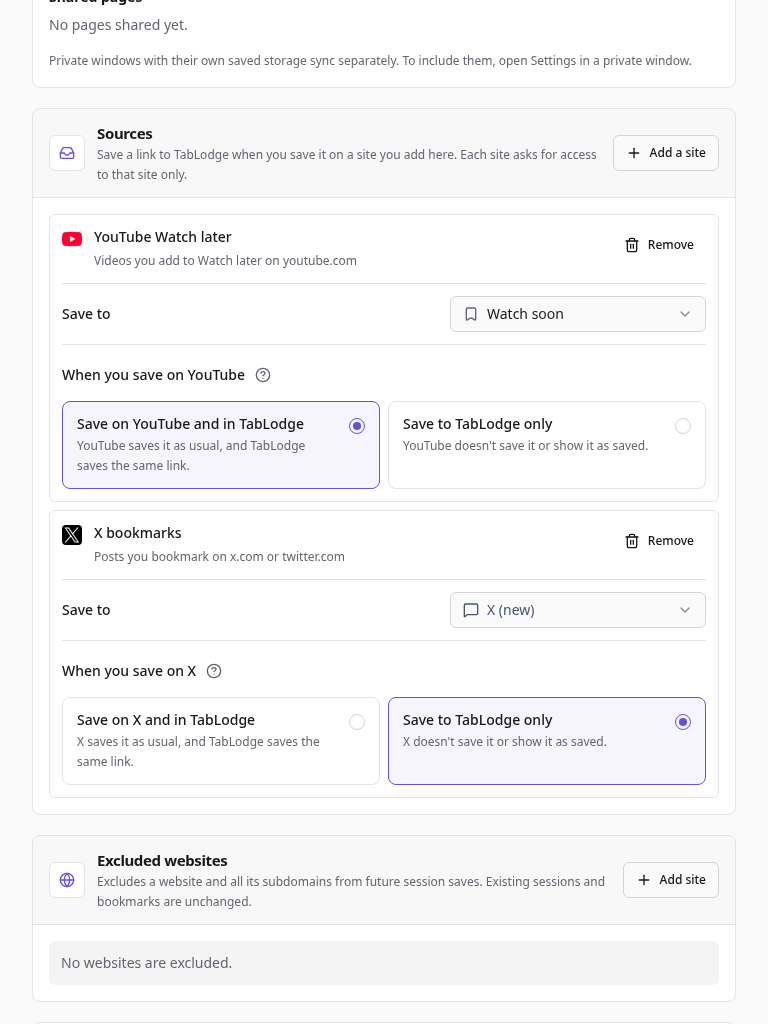 Shared pages
No pages shared yet.
Private windows with their own saved storage sync separately. To include them, open Settings in a private window.
Sources
Save a link to TabLodge when you save it on a site you add here. Each site asks for access
to that site only.
Add a site
YouTube Watch later
Videos you add to Watch later on youtube.com
Remove
Save to
Watch soon
When you save on YouTube
Save on YouTube and in TabLodge
YouTube saves it as usual, and TabLodge
saves the same link.
Save to TabLodge only
YouTube doesn't save it or show it as saved.
X bookmarks
Posts you bookmark on x.com or twitter.com
Remove
Save to
X (new)
When you save on X
Save on X and in TabLodge
X saves it as usual, and TabLodge saves the
same link.
Save to TabLodge only
X doesn't save it or show it as saved.
Excluded websites
Excludes a website and all its subdomains from future session saves. Existing sessions and
bookmarks are unchanged.
Add site
No websites are excluded.